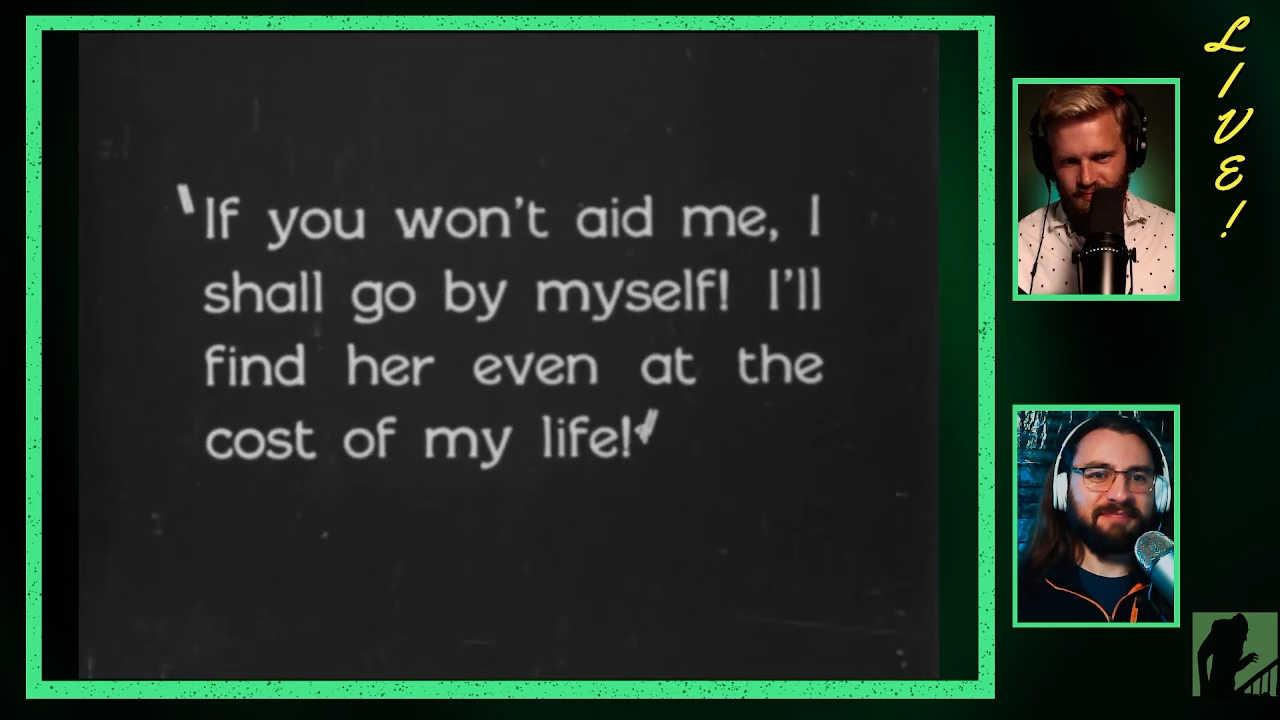 "If you won't aid me, I
shall go by myself! I'll
find her even at the
cost of my life!"
LIVE!